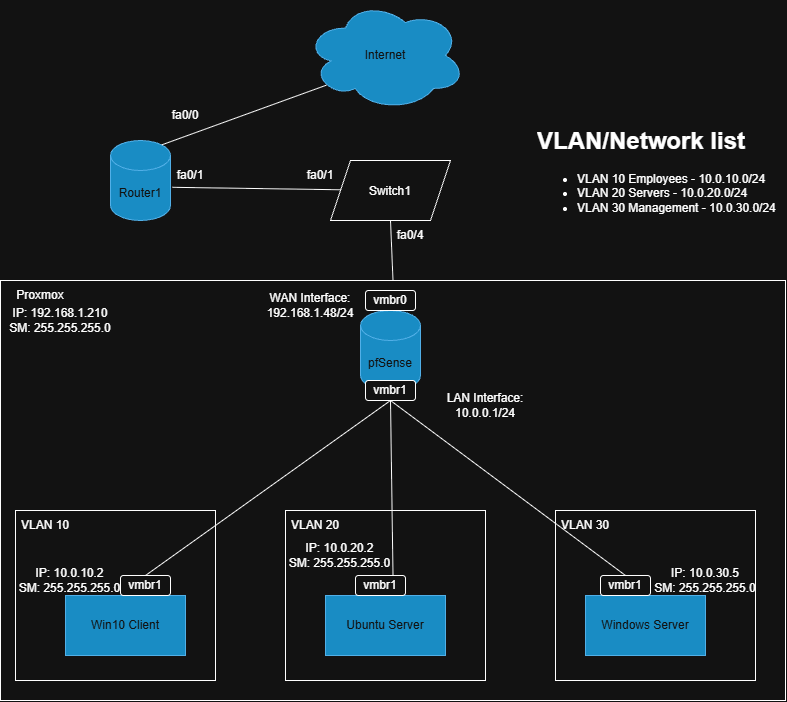 Internet
fa0/0
VLAN/Network list
fa0/1
fa0/1
Router1
Switch1
VLAN 10 Employees - 10.0.10.0/24
VLAN 20 Servers - 10.0.20.0/24
VLAN 30 Management - 10.0.30.0/24
fa0/4
Proxmox
IP: 192.168.1.210
SM: 255.255.255.0
WAN Interface:
192.168.1.48/24
vmbr0
pfSense
vmbr1
LAN Interface:
10.0.0.1/24
VLAN 10
IP: 10.0.10.2
SM: 255.255.255.0
vmbr1
Win10 Client
VLAN 20
IP: 10.0.20.2
SM: 255.255.255.0
vmbr1
Ubuntu Server
VLAN 30
IP: 10.0.30.5
SM: 255.255.255.0
vmbr1
Windows Server